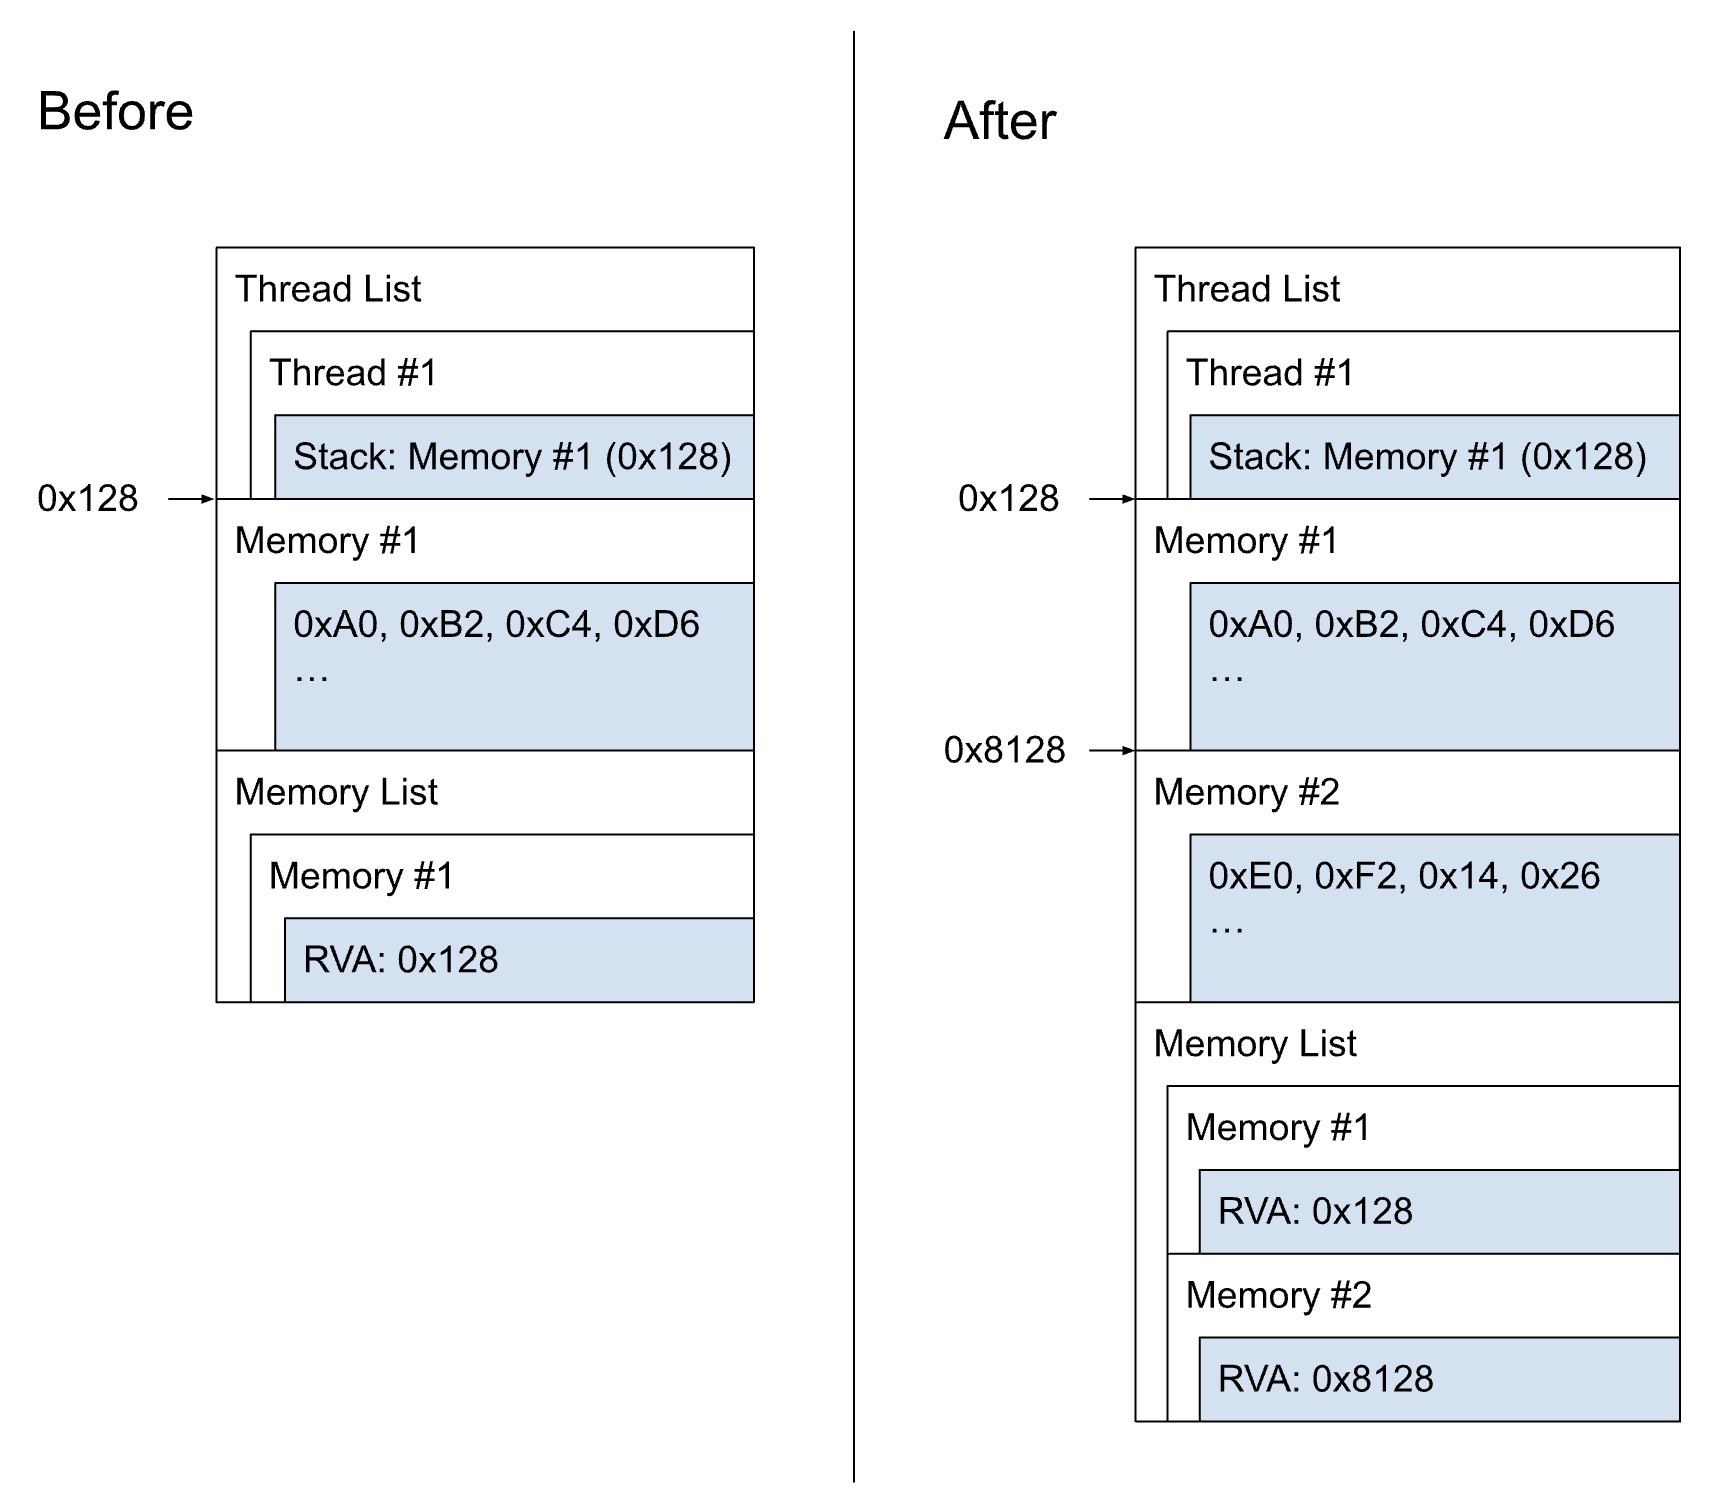 Before
Thread List
Thread #1
Stack: Memory #1 (0x128)
0x128
Memory #1
0xA0, 0xB2, 0xC4, 0xD6
…
Memory List
Memory #1
RVA: 0x128
After
Thread List
Thread #1
Stack: Memory #1 (0x128)
0x128
Memory #1
0xA0, 0xB2, 0xC4, 0xD6
…
0x8128
Memory #2
0xE0, 0xF2, 0x14, 0x26
…
Memory List
Memory #1
RVA: 0x128
Memory #2
RVA: 0x8128